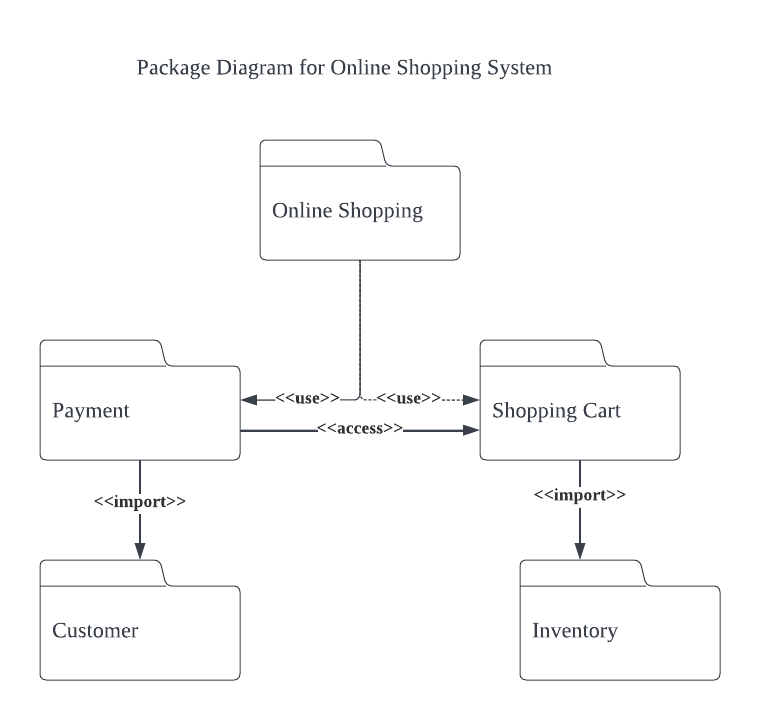 Package Diagram for Online Shopping System
Online Shopping
Payment
<<use>>
<<use>>
Shopping Cart
<<access>>
<<import>>
<<import>>
Customer
Inventory